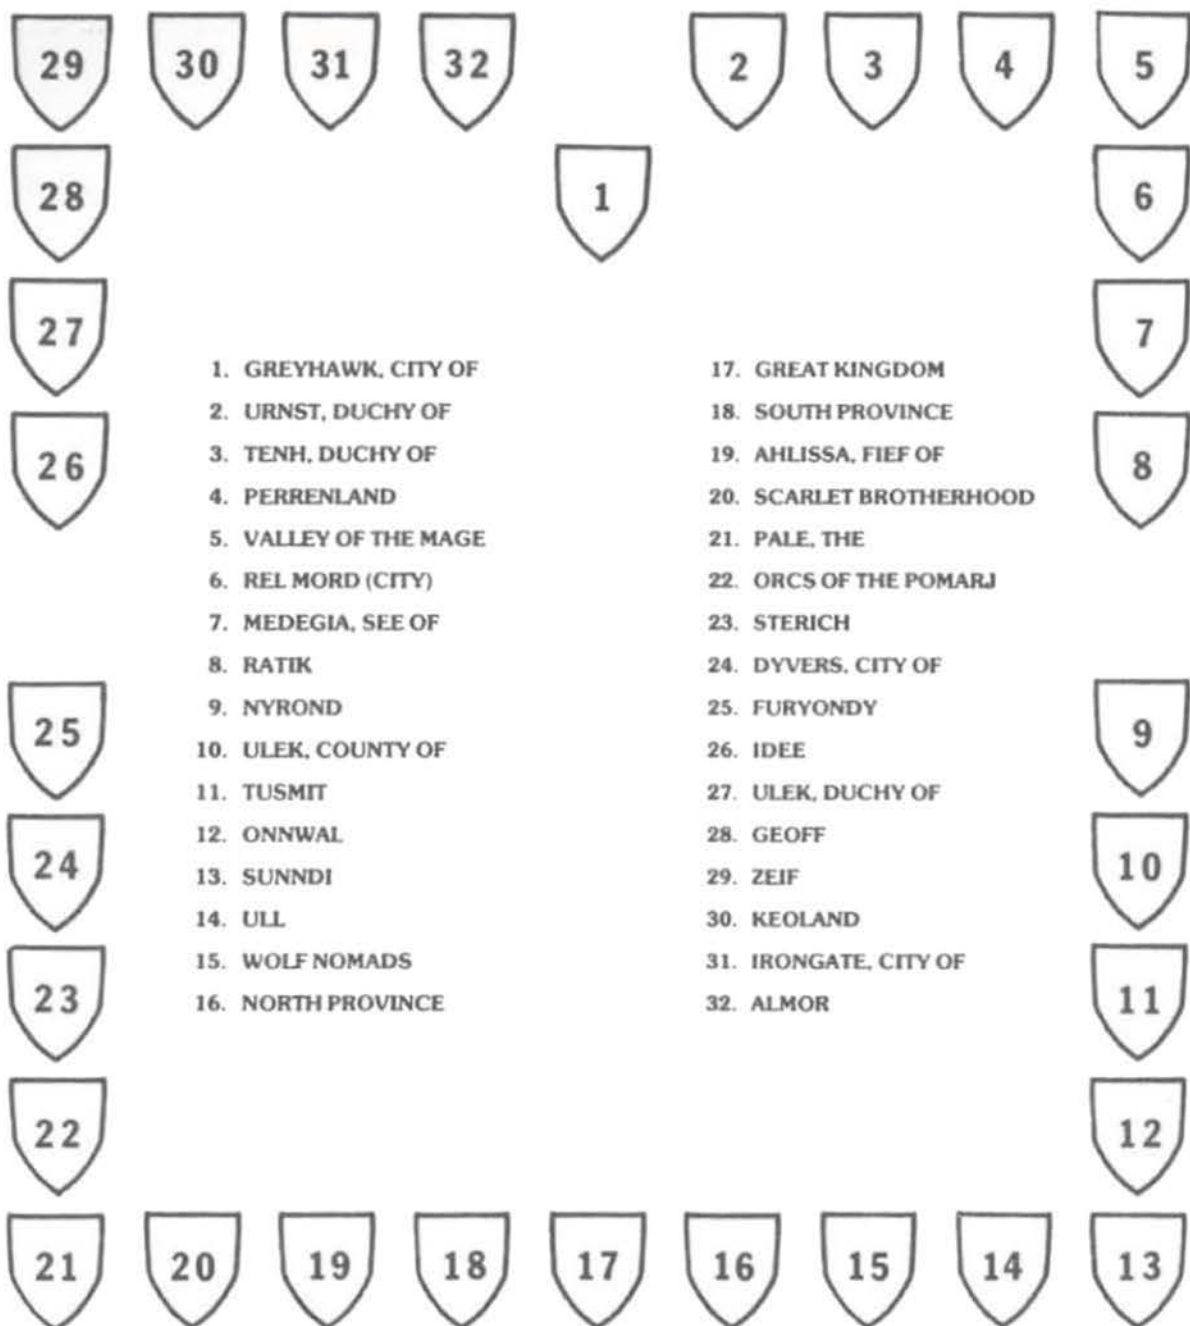 29 30 31 32 2 3 4 5
28 1 6
27 7
26 8
1. GREYHAWK, CITY OF
2. URNST, DUCHY OF
3. TENH, DUCHY OF
4. PERRENLAND
5. VALLEY OF THE MAGE
6. REL MORD (CITY)
7. MEDEGIA, SEE OF
8. RATIK
9. NYROND
10. ULEK, COUNTY OF
11. TUSMIT
12. ONNWAL
13. SUNNDI
14. ULL
15. WOLF NOMADS
16. NORTH PROVINCE
17. GREAT KINGDOM
18. SOUTH PROVINCE
19. AHLISSA, FIEF OF
20. SCARLET BROTHERHOOD
21. PALE, THE
22. ORCS OF THE POMARJ
23. STERICH
24. DYVERS, CITY OF
25. FURYONDY
26. IDEE
27. ULEK, DUCHY OF
28. GEOFF
29. ZEIF
30. KEOLAND
31. IRONGATE, CITY OF
32. ALMOR
25 9
24 10
23 11
22 12
21 20 19 18 17 16 15 14 13